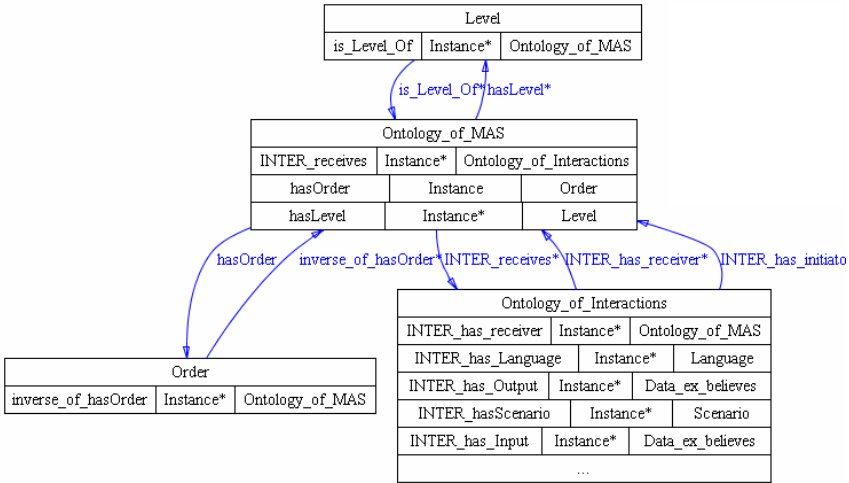 Level
is_Level_Of Instance* Ontology_of_MAS
is_Level_Of* hasLevel*
Ontology_of_MAS
INTER_receives Instance* Ontology_of_Interactions
hasOrder Instance Order
hasLevel Instance* Level
hasOrder inverse_of_hasOrder* INTER_receives* INTER_has_receiver* INTER_has_initiato
Ontology_of_Interactions
INTER_has_receiver Instance* Ontology_of_MAS
INTER_has_Language Instance* Language
INTER_has_Output Instance* Data_ex_believes
INTER_hasScenario Instance* Scenario
INTER_has_Input Instance* Data_ex_believes
...
Order
inverse_of_hasOrder Instance* Ontology_of_MAS